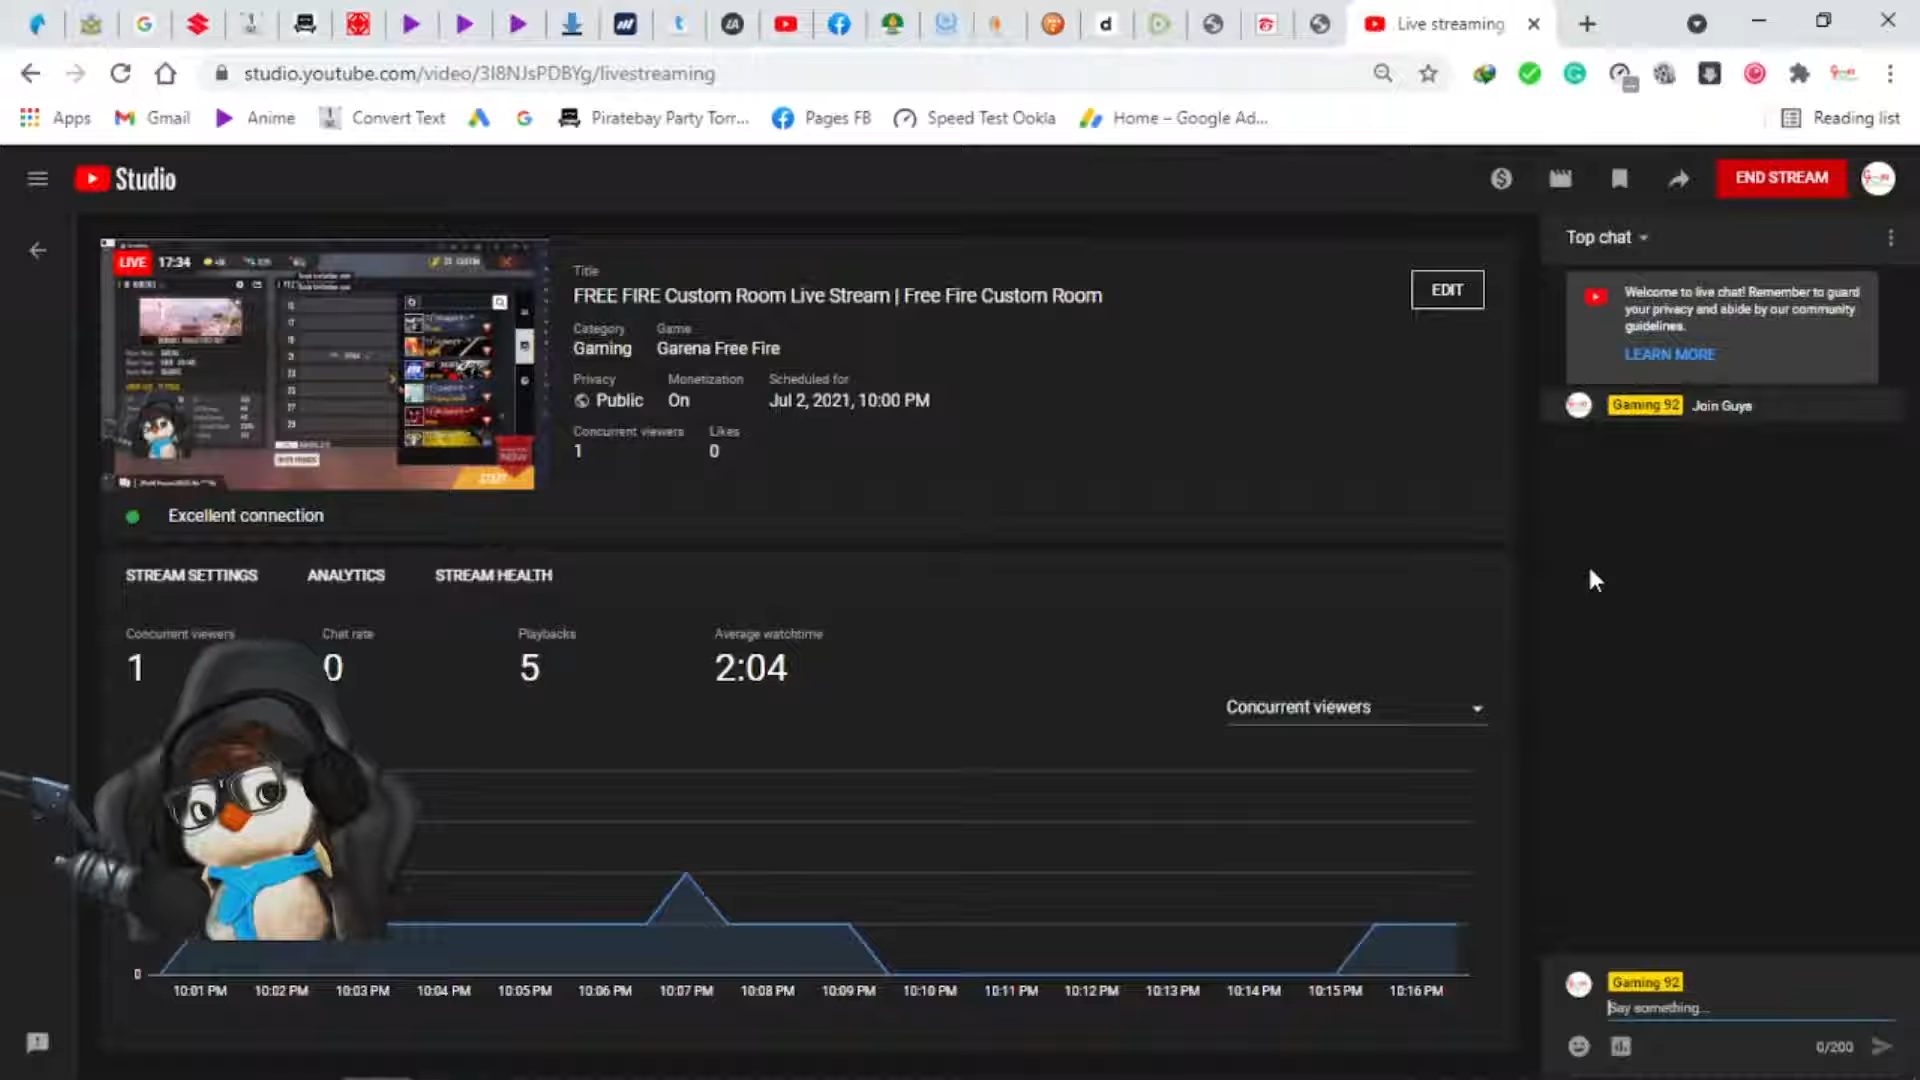 Live streaming
studio.youtube.com/video/3I8NJsPDBYg/livestreaming
Apps
Gmail
Anime
Convert Text
Piratebay Party Torr...
Pages FB
Speed Test Ookla
Home – Google Ad...
Reading list
Studio
END STREAM
LIVE 17:34
Title
FREE FIRE Custom Room Live Stream | Free Fire Custom Room
EDIT
Category Game
Gaming Garena Free Fire
Privacy Monetization Scheduled for
Public On Jul 2, 2021, 10:00 PM
Concurrent viewers Likes
1 0
Excellent connection
STREAM SETTINGS ANALYTICS STREAM HEALTH
Concurrent viewers Chat rate Playbacks Average watchtime
1 0 5 2:04
Concurrent viewers
0
10:01 PM 10:02 PM 10:03 PM 10:04 PM 10:05 PM 10:06 PM 10:07 PM 10:08 PM 10:09 PM 10:10 PM 10:11 PM 10:12 PM 10:13 PM 10:14 PM 10:15 PM 10:16 PM
Top chat
Welcome to live chat! Remember to guard
your privacy and abide by our community
guidelines.
LEARN MORE
Gaming 92 Join Guys
Gaming 92
Say something...
0/200